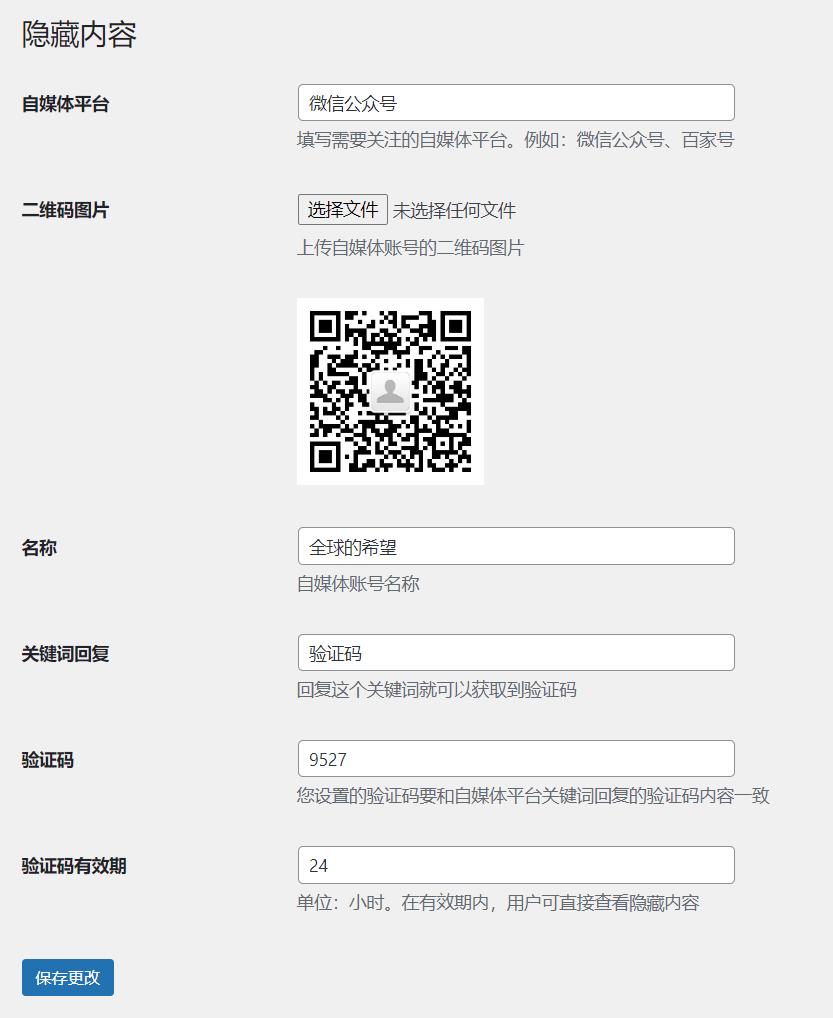 隐藏内容
自媒体平台
微信公众号
填写需要关注的自媒体平台。例如：微信公众号、百家号
二维码图片
选择文件 未选择任何文件
上传自媒体账号的二维码图片
名称
全球的希望
自媒体账号名称
关键词回复
验证码
回复这个关键词就可以获取到验证码
验证码
9527
您设置的验证码要和自媒体平台关键词回复的验证码内容一致
验证码有效期
24
单位：小时。在有效期内，用户可直接查看隐藏内容
保存更改